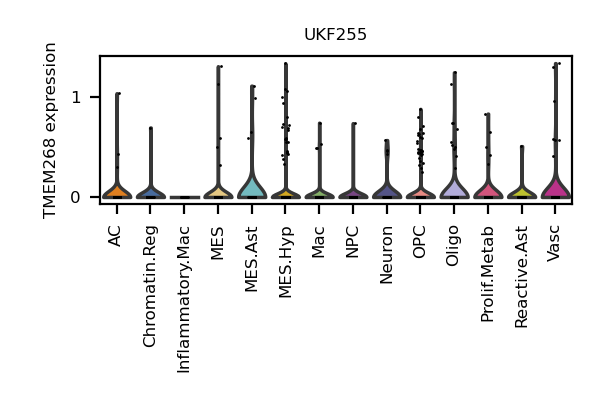 UKF255
TMEM268 expression
1
0
AC
Chromatin.Reg
Inflammatory.Mac
MES
MES.Ast
MES.Hyp
Mac
NPC
Neuron
OPC
Oligo
Prolif.Metab
Reactive.Ast
Vasc